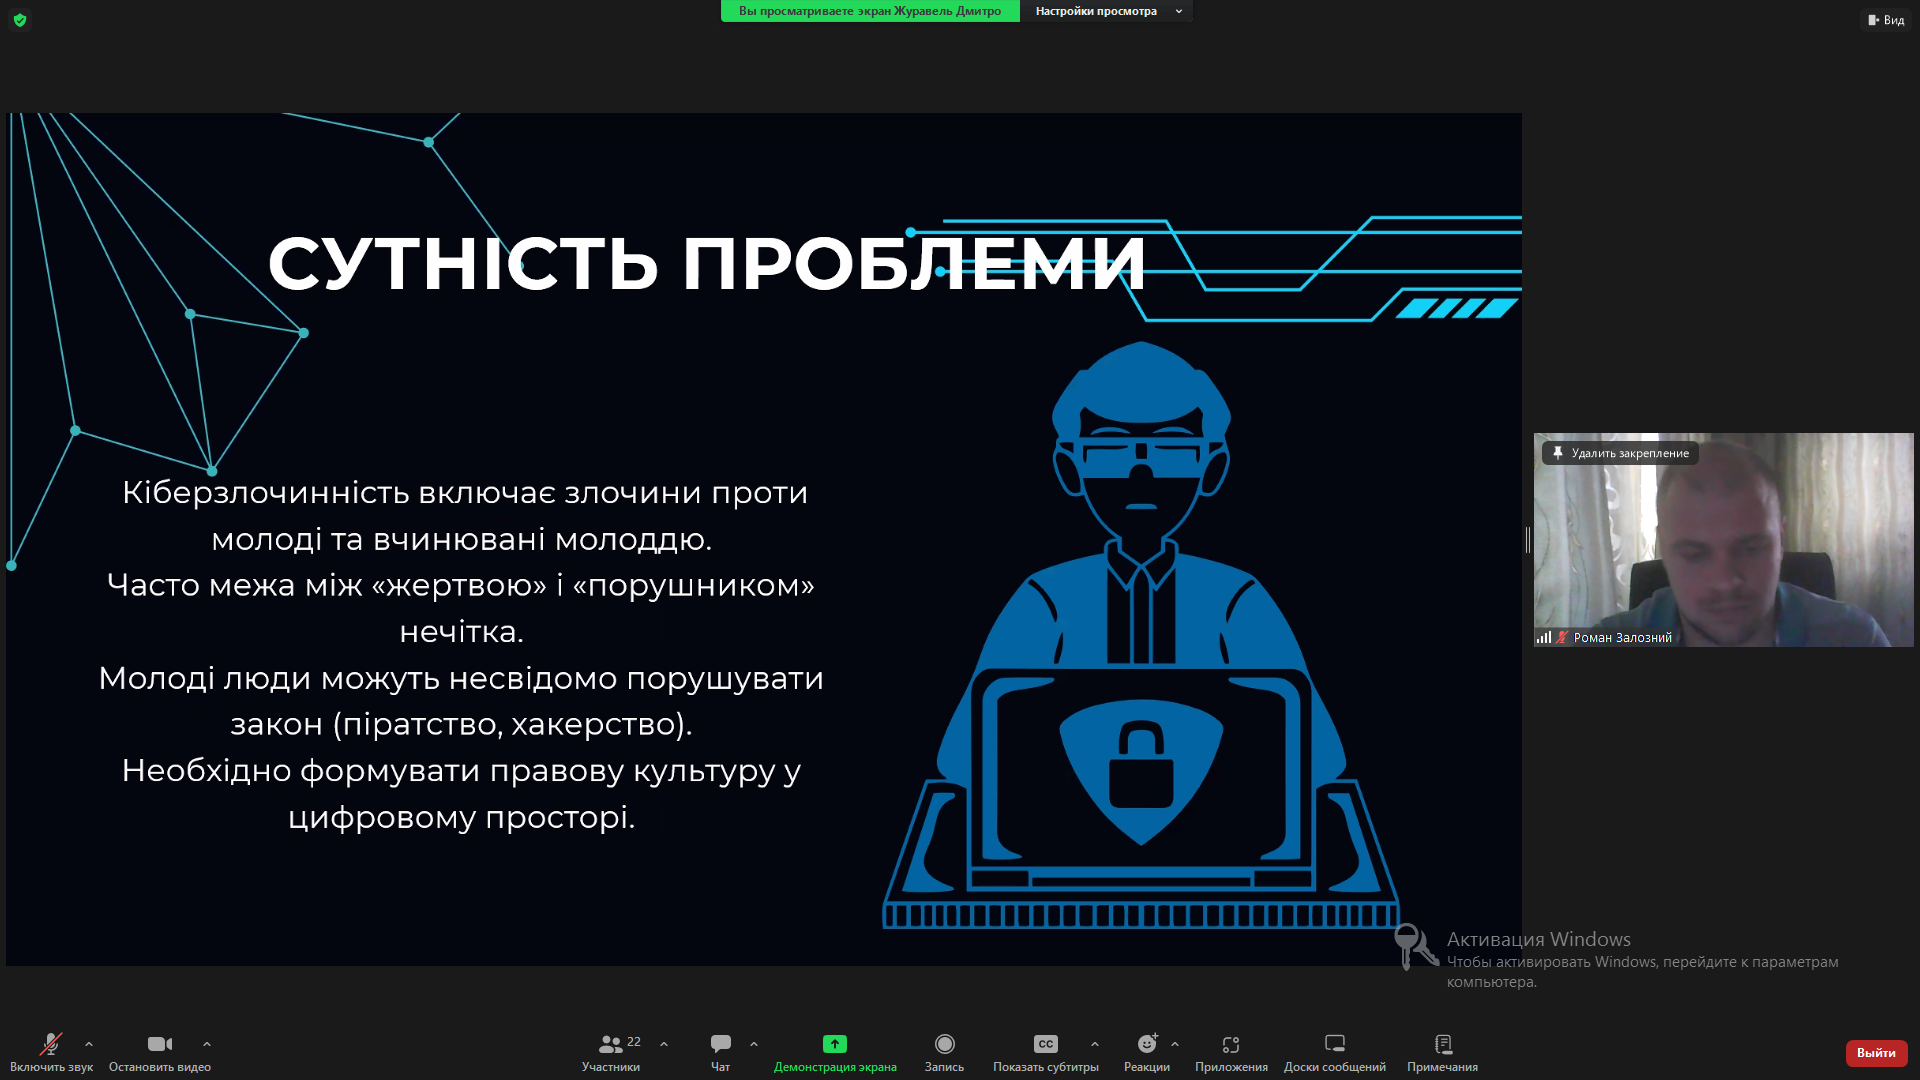 Вы просматриваете экран Журавель Дмитро
Настройки просмотра
Вид
СУТНІСТЬ ПРОБЛЕМИ
Кіберзлочинність включає злочини проти
молоді та вчинювані молоддю.
Часто межа між «жертвою» і «порушником»
нечітка.
Молоді люди можуть несвідомо порушувати
закон (піратство, хакерство).
Необхідно формувати правову культуру у
цифровому просторі.
Удалить закрепление
Роман Залозний
Активация Windows
Чтобы активировать Windows, перейдите к параметрам
компьютера.
Включить звук
Остановить видео
22
Участники
Чат
Демонстрация экрана
Запись
CC
Показать субтитры
Реакции
Приложения
Доски сообщений
Примечания
Выйти